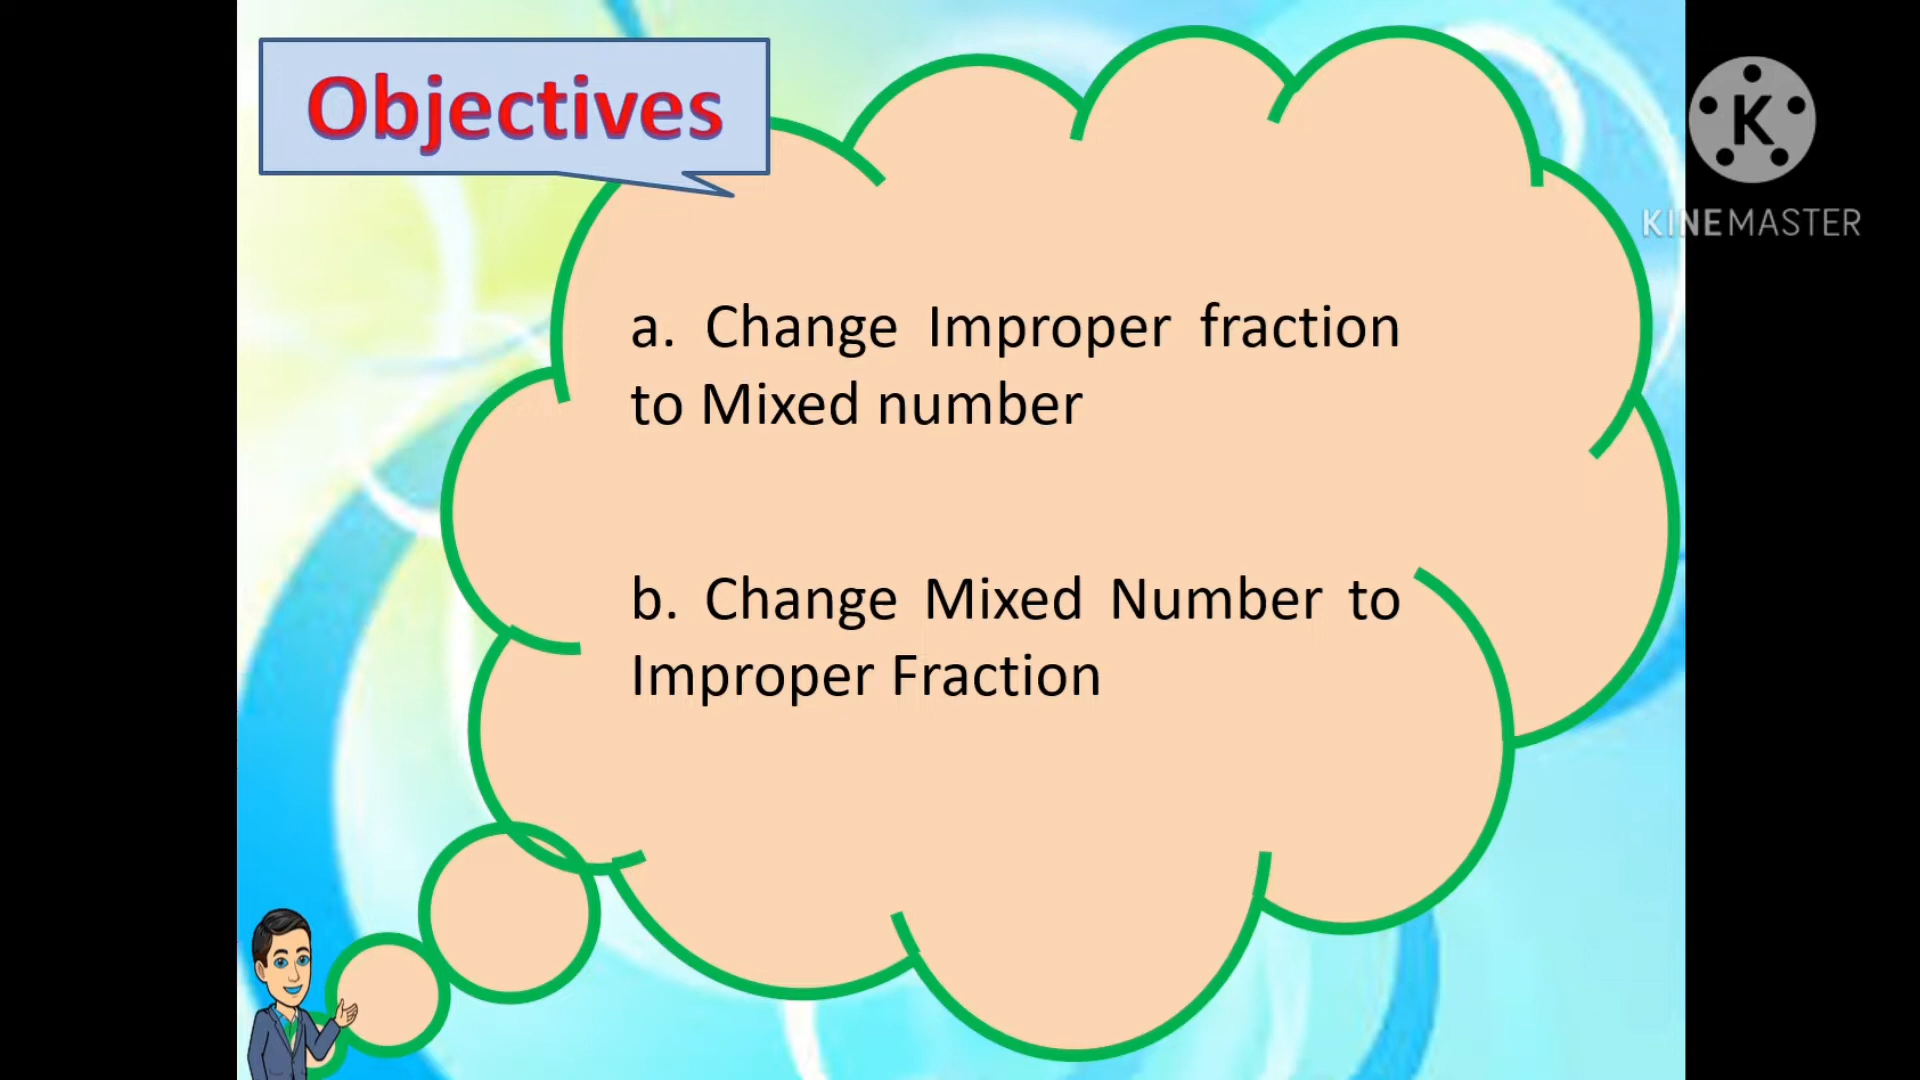 Objectives
K
KINEMASTER
a. Change Improper fraction
to Mixed number
b. Change Mixed Number to
Improper Fraction